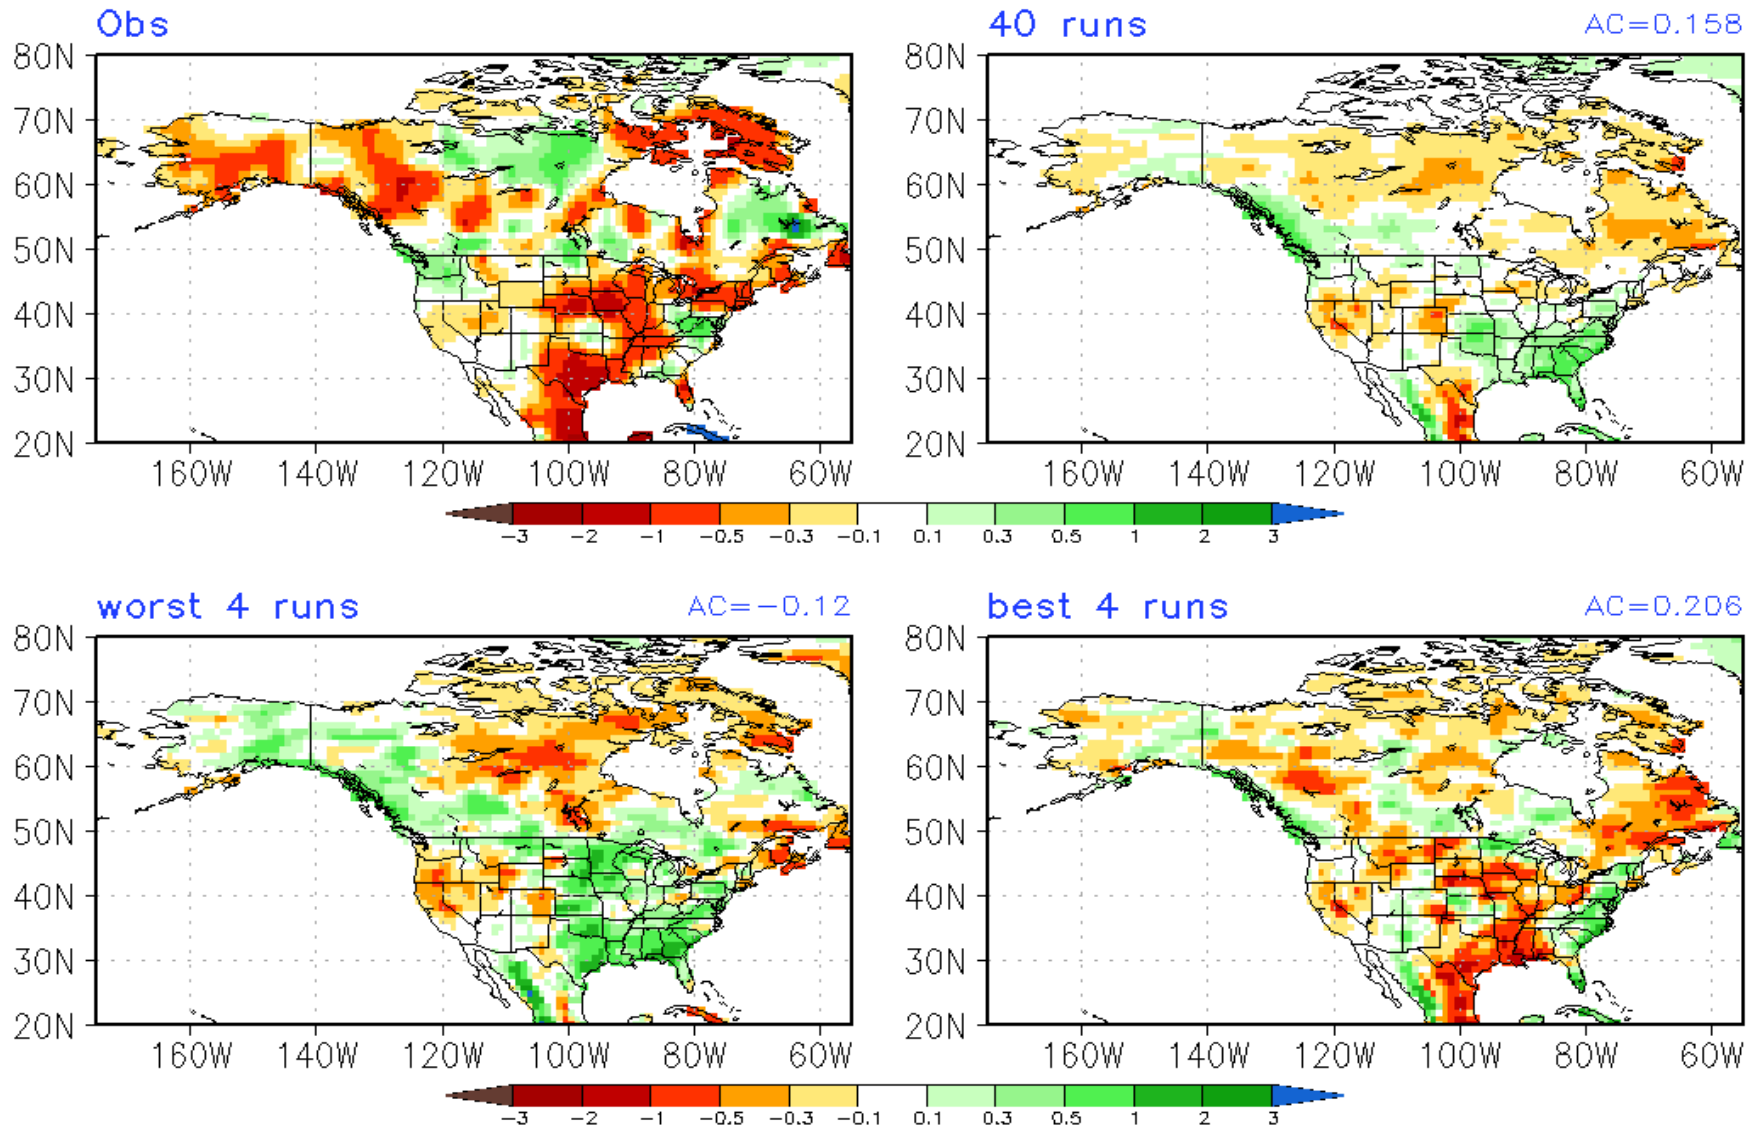 Obs
40 runs AC=0.158
80N 80N
70N 70N
60N 60N
50N 50N
40N 40N
30N 30N
20N 20N
160W 140W 120W 100W 80W 60W 160W 140W 120W 100W 80W 60W
-3 -2 -1 -0.5 -0.3 -0.1 0.1 0.3 0.5 1 2 3
worst 4 runs AC=-0.12
best 4 runs AC=0.206
80N 80N
70N 70N
60N 60N
50N 50N
40N 40N
30N 30N
20N 20N
160W 140W 120W 100W 80W 60W 160W 140W 120W 100W 80W 60W
-3 -2 -1 -0.5 -0.3 -0.1 0.1 0.3 0.5 1 2 3